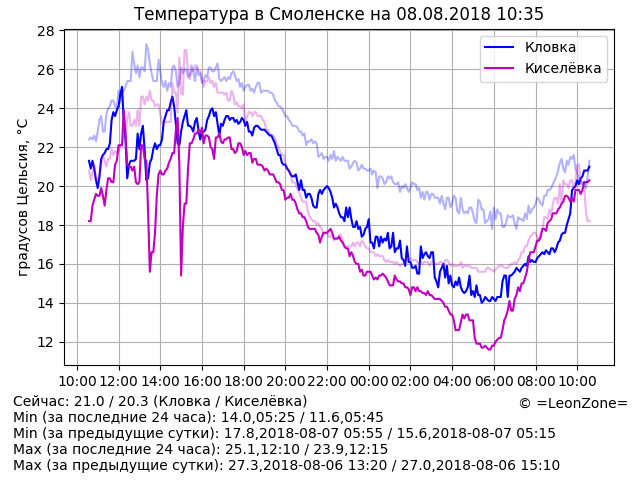 Температура в Смоленске на 08.08.2018 10:35
градусов Цельсия, °C
28
26
24
22
20
18
16
14
12
Кловка
Киселёвка
10:00 12:00 14:00 16:00 18:00 20:00 22:00 00:00 02:00 04:00 06:00 08:00 10:00
Сейчас: 21.0 / 20.3 (Кловка / Киселёвка)
© =LeonZone=
Min (за последние 24 часа): 14.0,05:25 / 11.6,05:45
Min (за предыдущие сутки): 17.8,2018-08-07 05:55 / 15.6,2018-08-07 05:15
Max (за последние 24 часа): 25.1,12:10 / 23.9,12:15
Max (за предыдущие сутки): 27.3,2018-08-06 13:20 / 27.0,2018-08-06 15:10